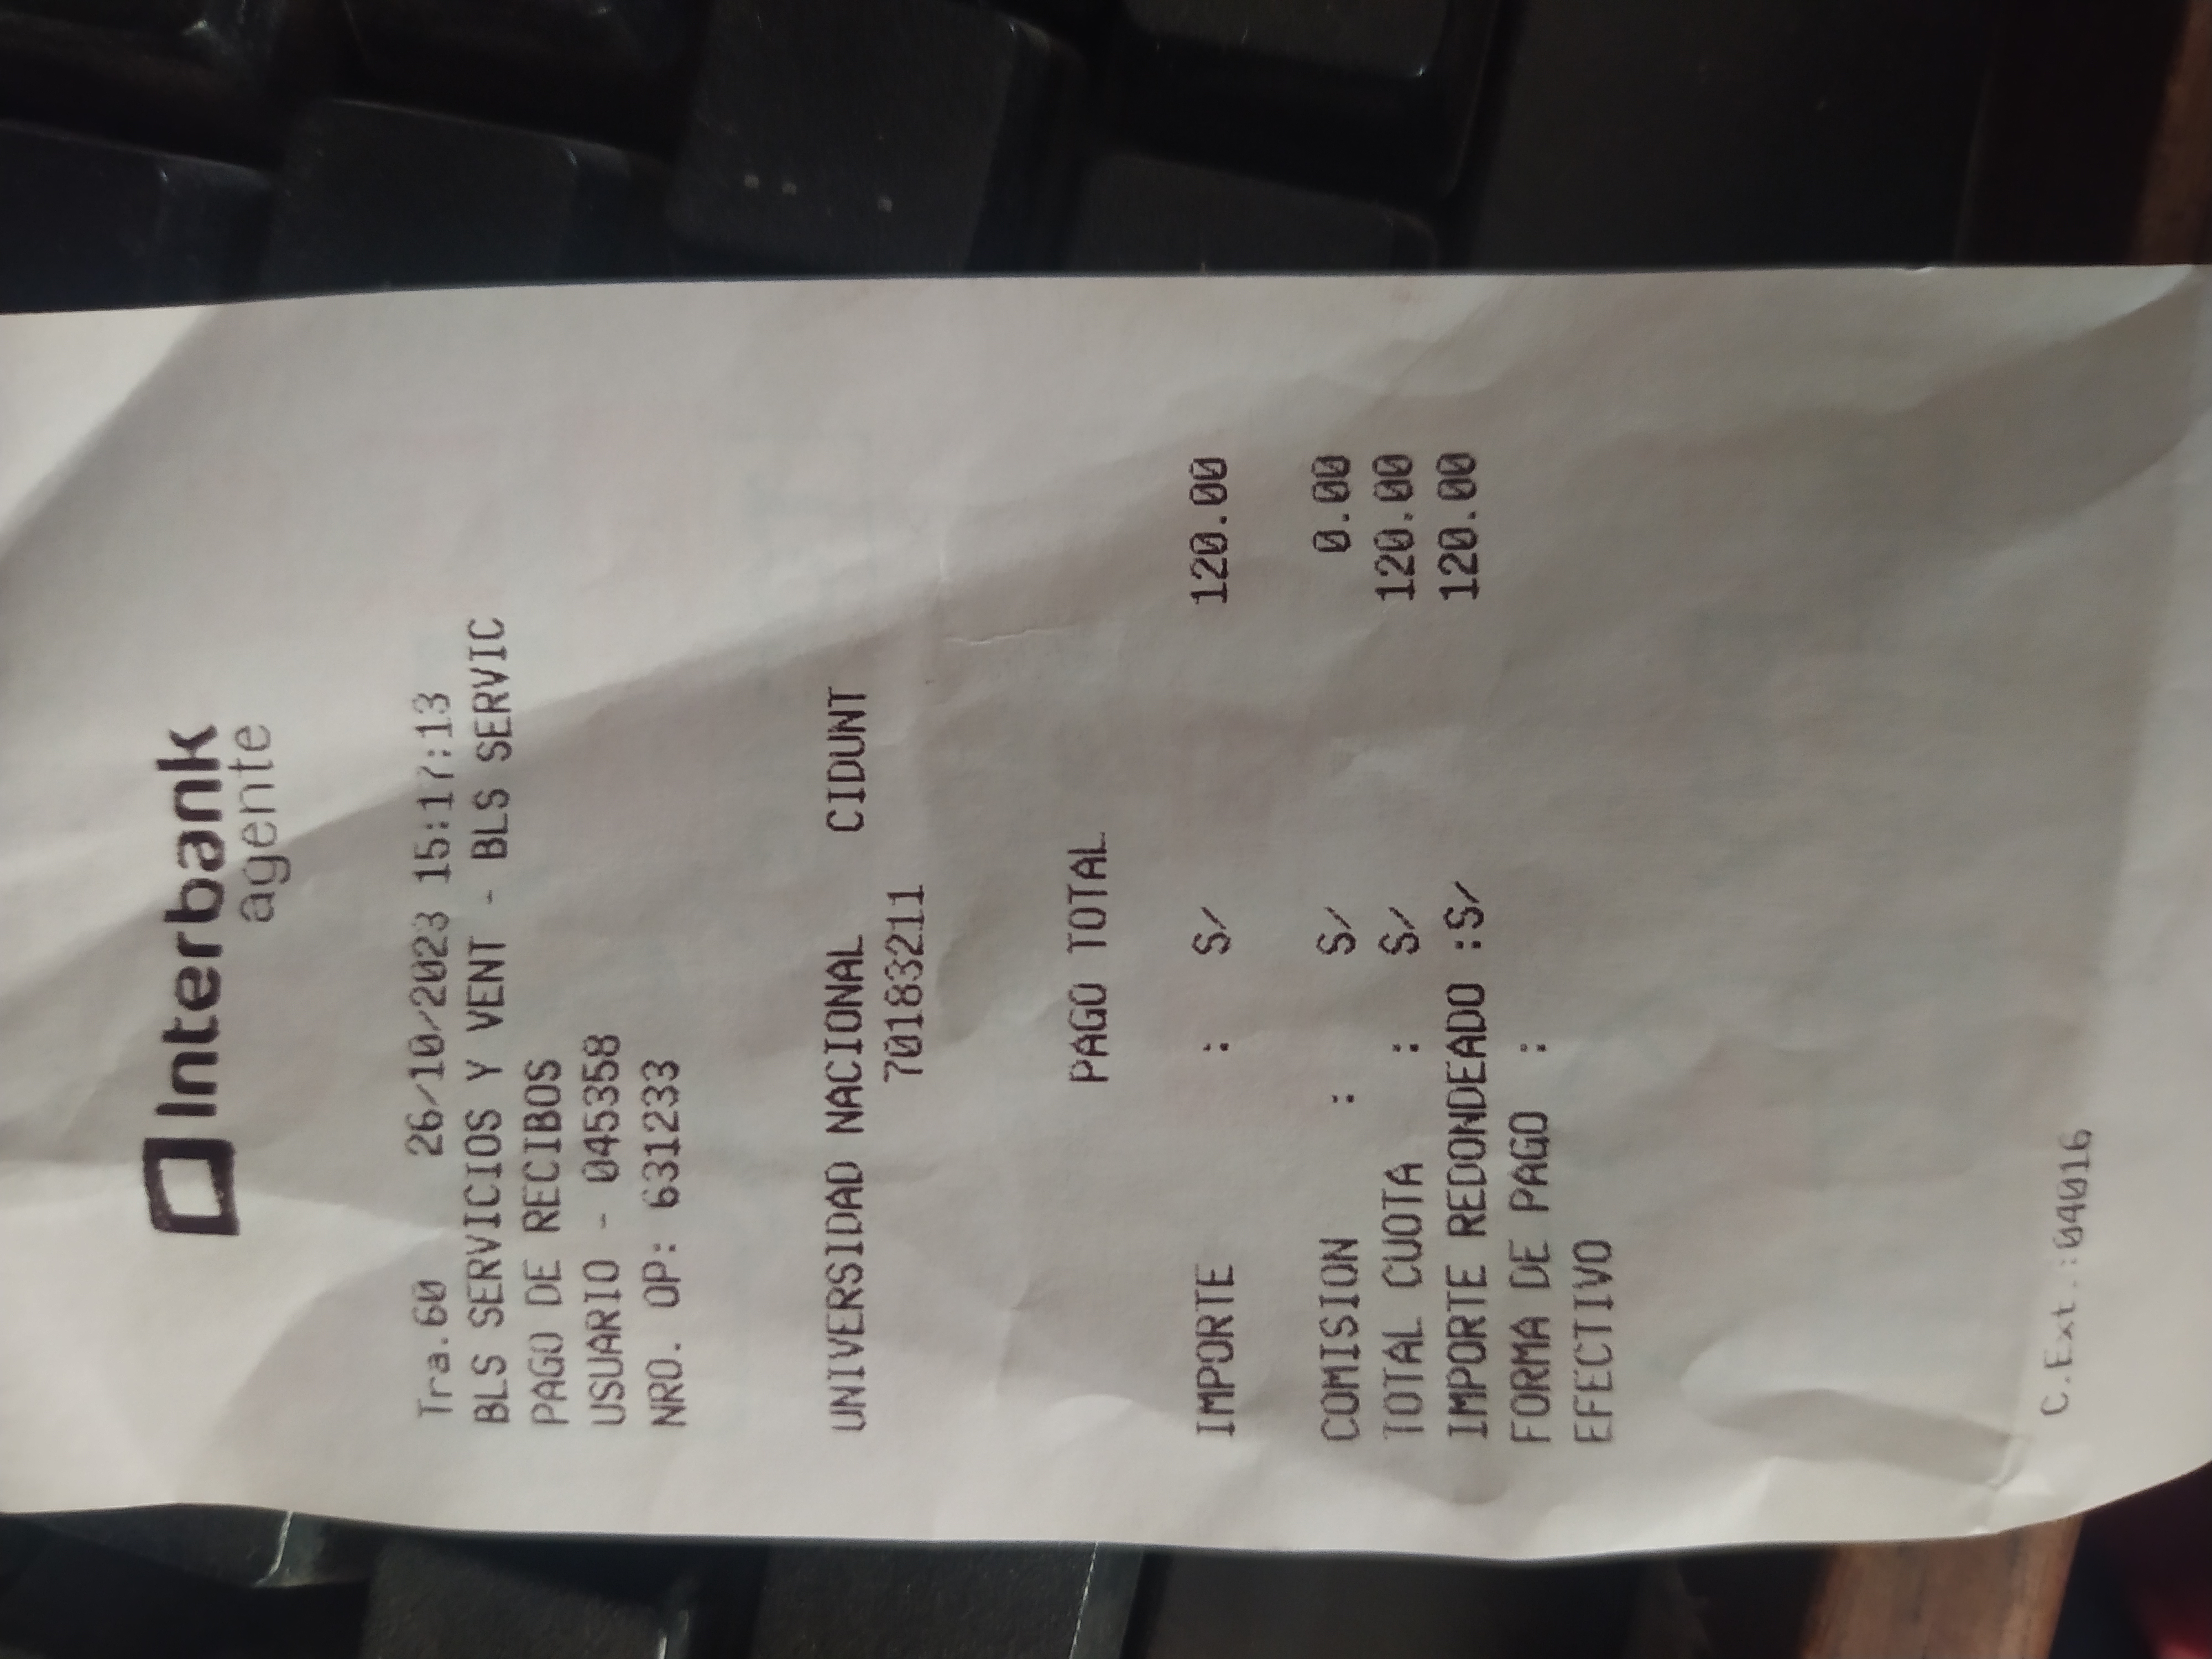 Interbank
agente
Tra.60 26/10/2023 15:17:13
BLS SERVICIOS Y VENT - BLS SERVIC
PAGO DE RECIBOS
USUARIO - 045358
NRO. OP: 631233
UNIVERSIDAD NACIONAL CIDUNT
70183211
PAGO TOTAL
IMPORTE : S/ 120.00
COMISION : S/ 0.00
TOTAL CUOTA : S/ 120.00
IMPORTE REDONDEADO :S/ 120.00
FORMA DE PAGO :
EFECTIVO
C.Ext.:040016